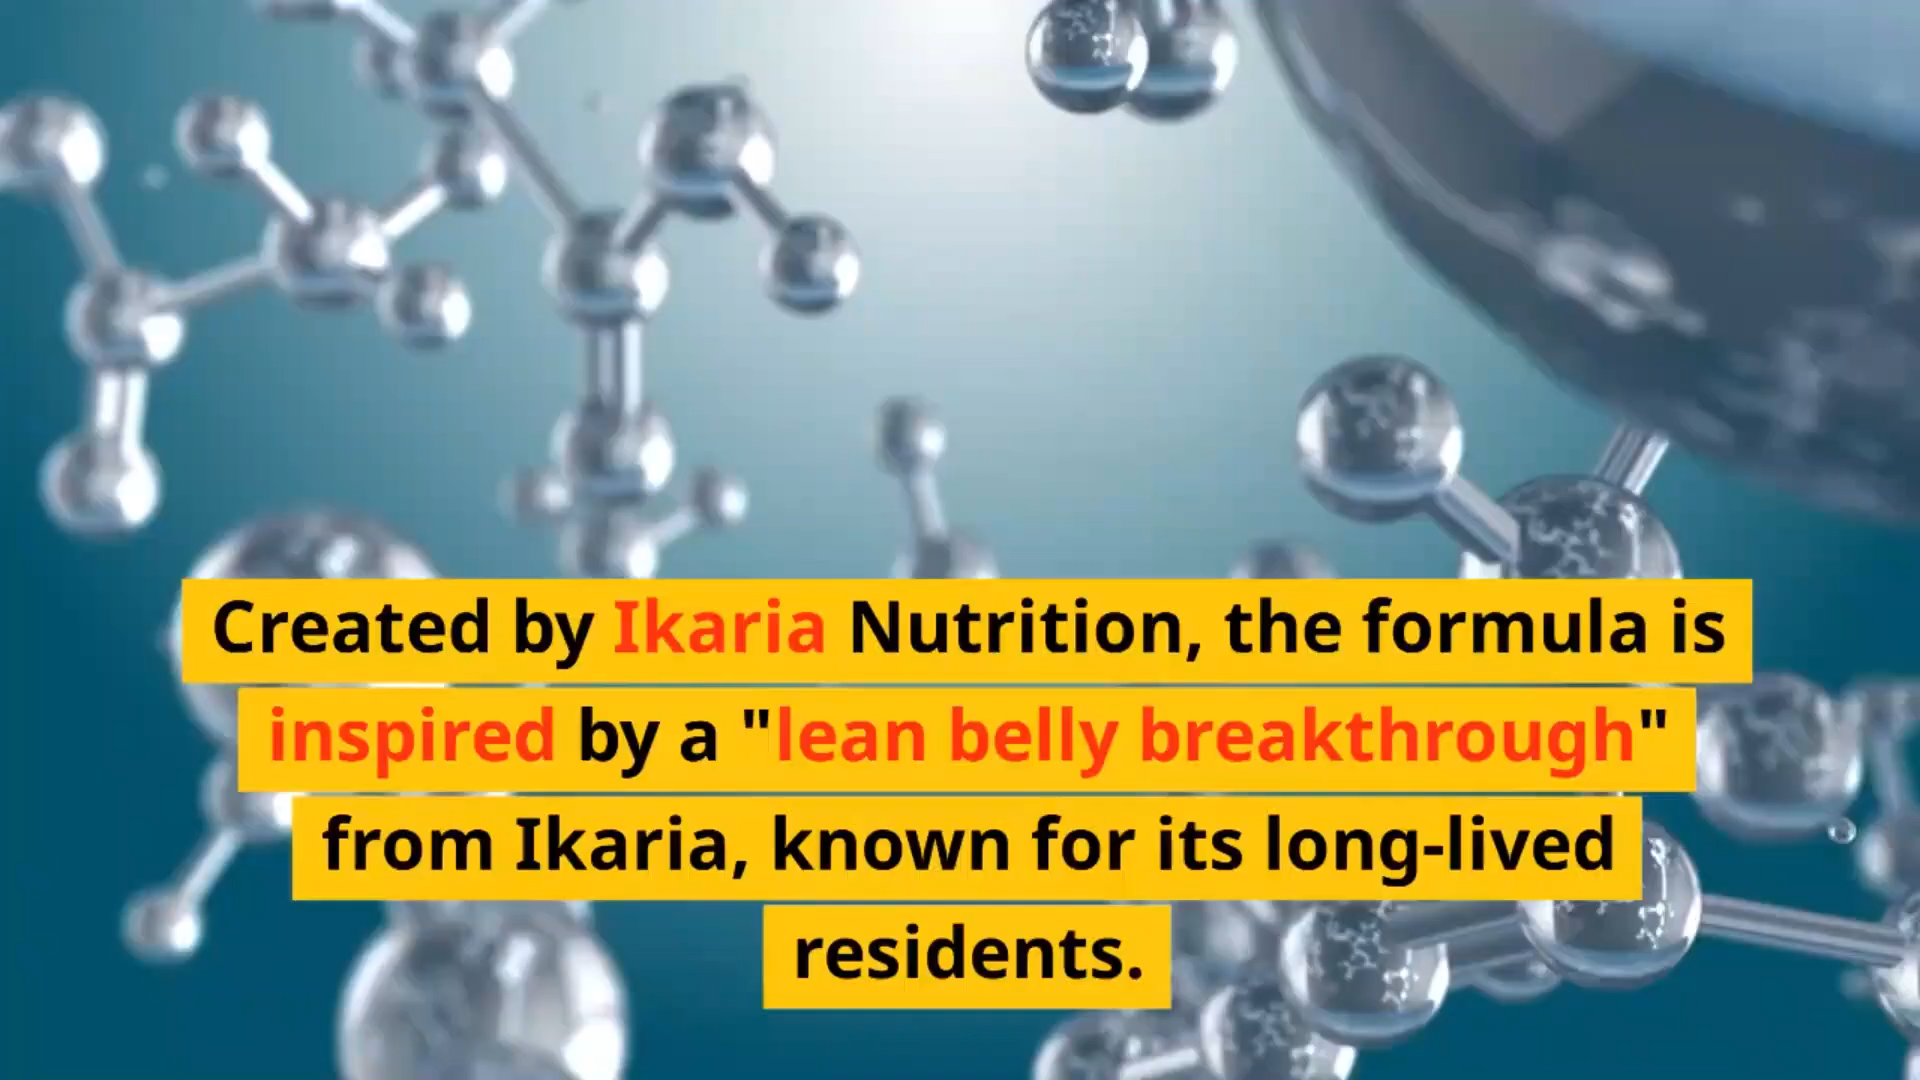 Created by Ikaria Nutrition, the formula is
inspired by a "lean belly breakthrough"
from Ikaria, known for its long-lived
residents.